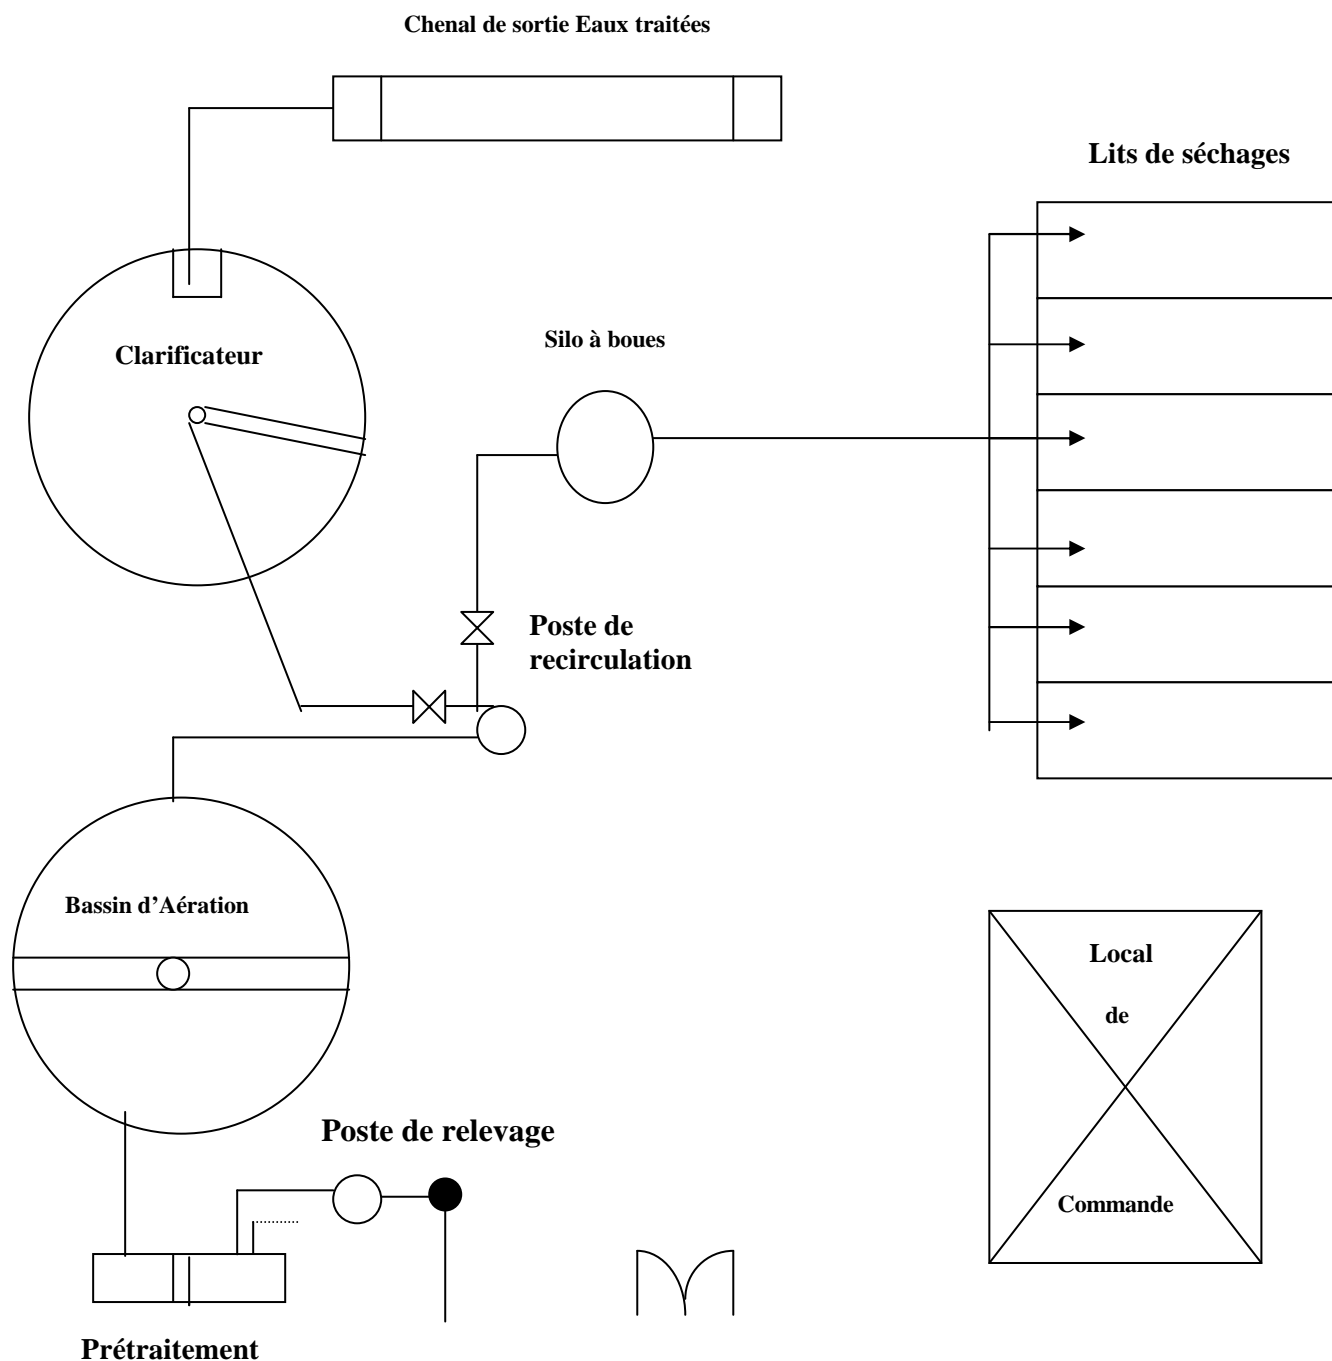 Chenal de sortie Eaux traitées
Lits de séchages
Silo à boues
Clarificateur
Poste de
recirculation
Bassin d’Aération
Local
de
Commande
Poste de relevage
Prétraitement